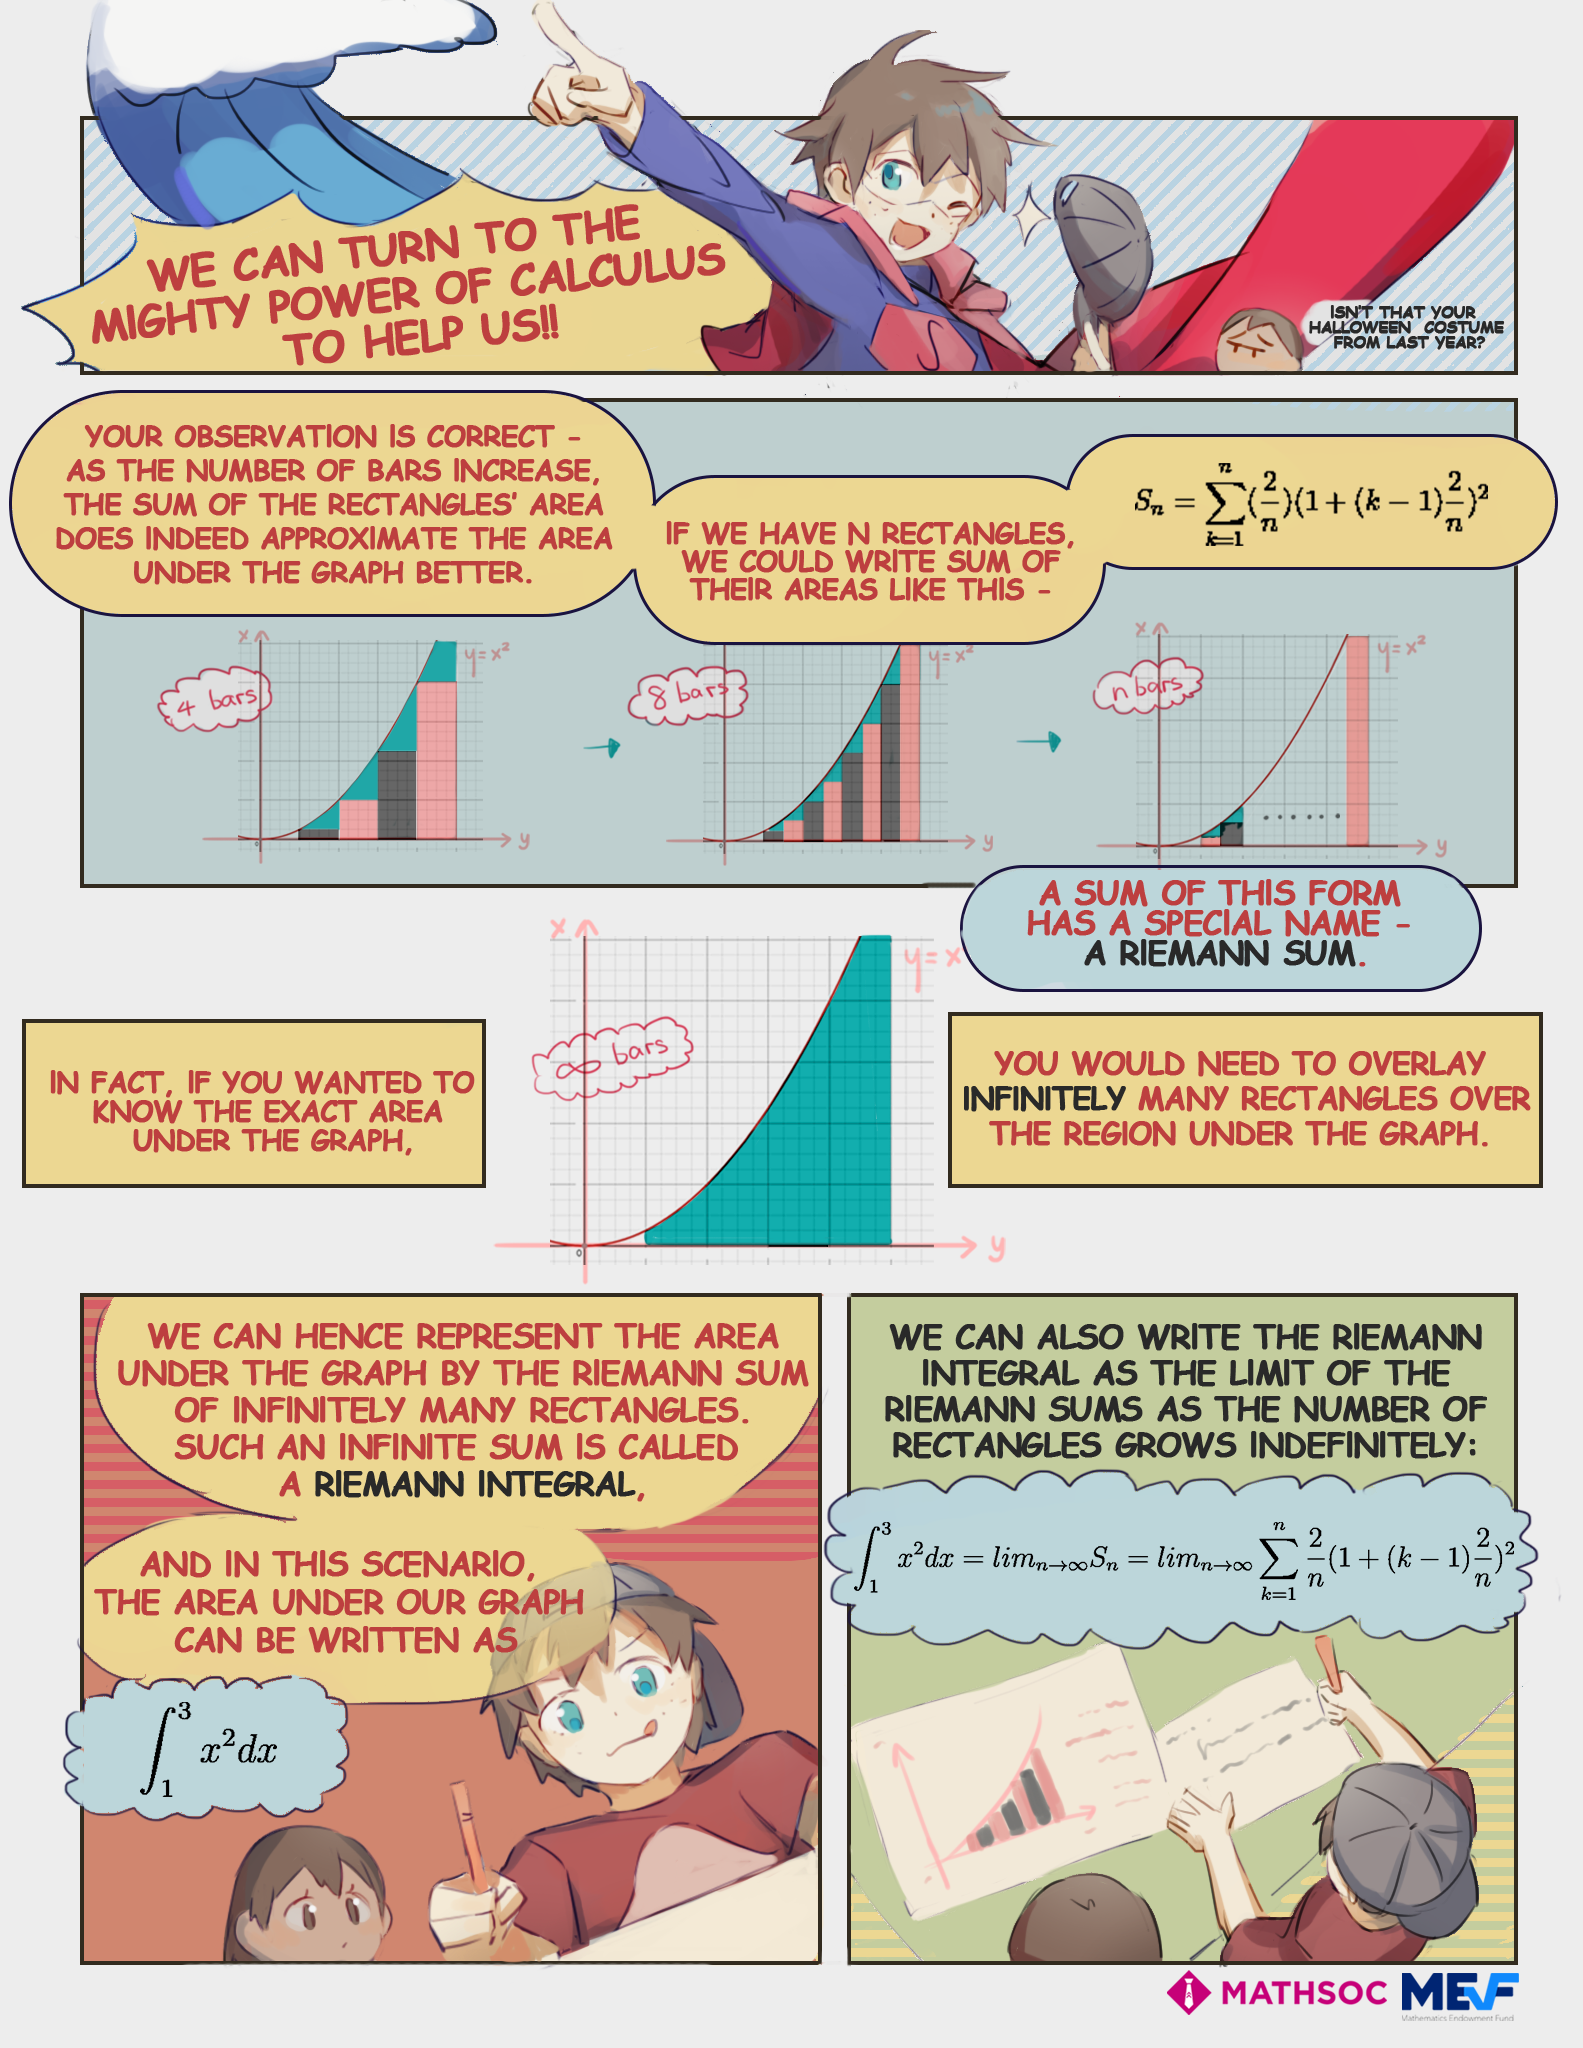 WE CAN TURN TO THE
MIGHTY POWER OF CALCULUS
TO HELP US!!
S
ISN'T THAT YOUR
HALLOWEEN COSTUME
FROM LAST YEAR?
YOUR OBSERVATION IS CORRECT -
AS THE NUMBER OF BARS INCREASE,
THE SUM OF THE RECTANGLES' AREA
DOES INDEED APPROXIMATE THE AREA
UNDER THE GRAPH BETTER.
IF WE HAVE N RECTANGLES,
WE COULD WRITE SUM OF
THEIR AREAS LIKE THIS -
S_n = \sum_{k=1}^{n} (\frac{2}{n})(1 + (k − 1)\frac{2}{n})^2
x
y=x²
4 bars
0
y
y=x²
8 bars
0
y
x
y=x²
n bars
0
y
A SUM OF THIS FORM
HAS A SPECIAL NAME -
A RIEMANN SUM.
x
y=x
∞ bars
0
y
IN FACT, IF YOU WANTED TO
KNOW THE EXACT AREA
UNDER THE GRAPH,
YOU WOULD NEED TO OVERLAY
INFINITELY MANY RECTANGLES OVER
THE REGION UNDER THE GRAPH.
WE CAN HENCE REPRESENT THE AREA
UNDER THE GRAPH BY THE RIEMANN SUM
OF INFINITELY MANY RECTANGLES.
SUCH AN INFINITE SUM IS CALLED
A RIEMANN INTEGRAL,
AND IN THIS SCENARIO,
THE AREA UNDER OUR GRAPH
CAN BE WRITTEN AS
\int_1^3 x^2 dx
WE CAN ALSO WRITE THE RIEMANN
INTEGRAL AS THE LIMIT OF THE
RIEMANN SUMS AS THE NUMBER OF
RECTANGLES GROWS INDEFINITELY:
\int_1^3 x^2 dx = lim_{n→∞} S_n = lim_{n→∞} \sum_{k=1}^{n} \frac{2}{n}(1 + (k − 1)\frac{2}{n})^2
MATHSOC
MEF
Mathematics Endowment Fund